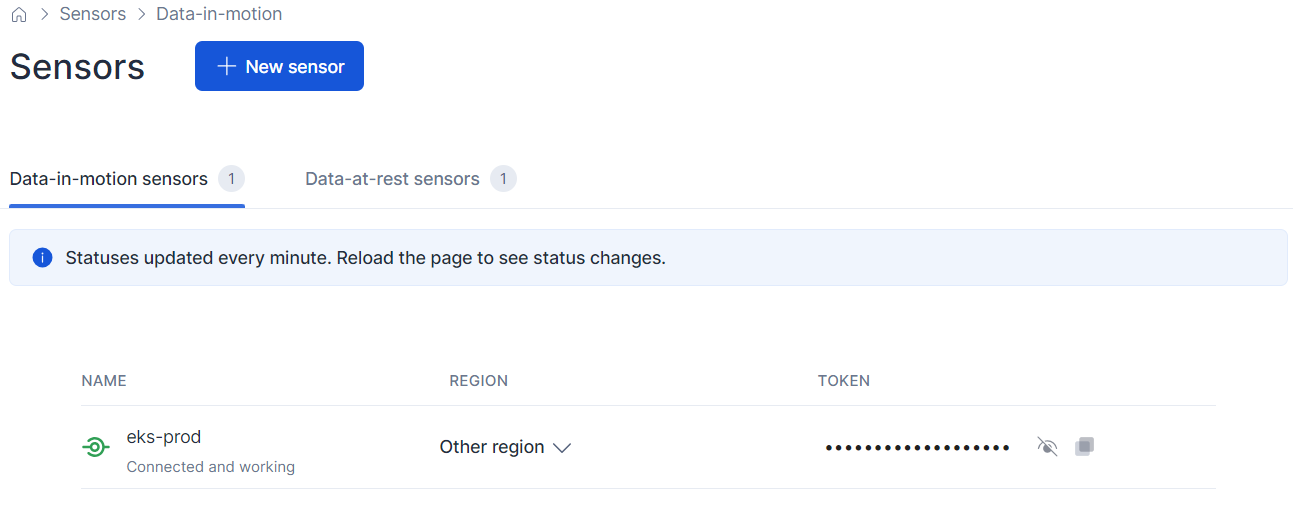 Sensors Data-in-motion
Sensors
New sensor
Data-in-motion sensors 1
Data-at-rest sensors 1
Statuses updated every minute. Reload the page to see status changes.
NAME REGION TOKEN
eks-prod
Connected and working
Other region
•••••••••••••••••••